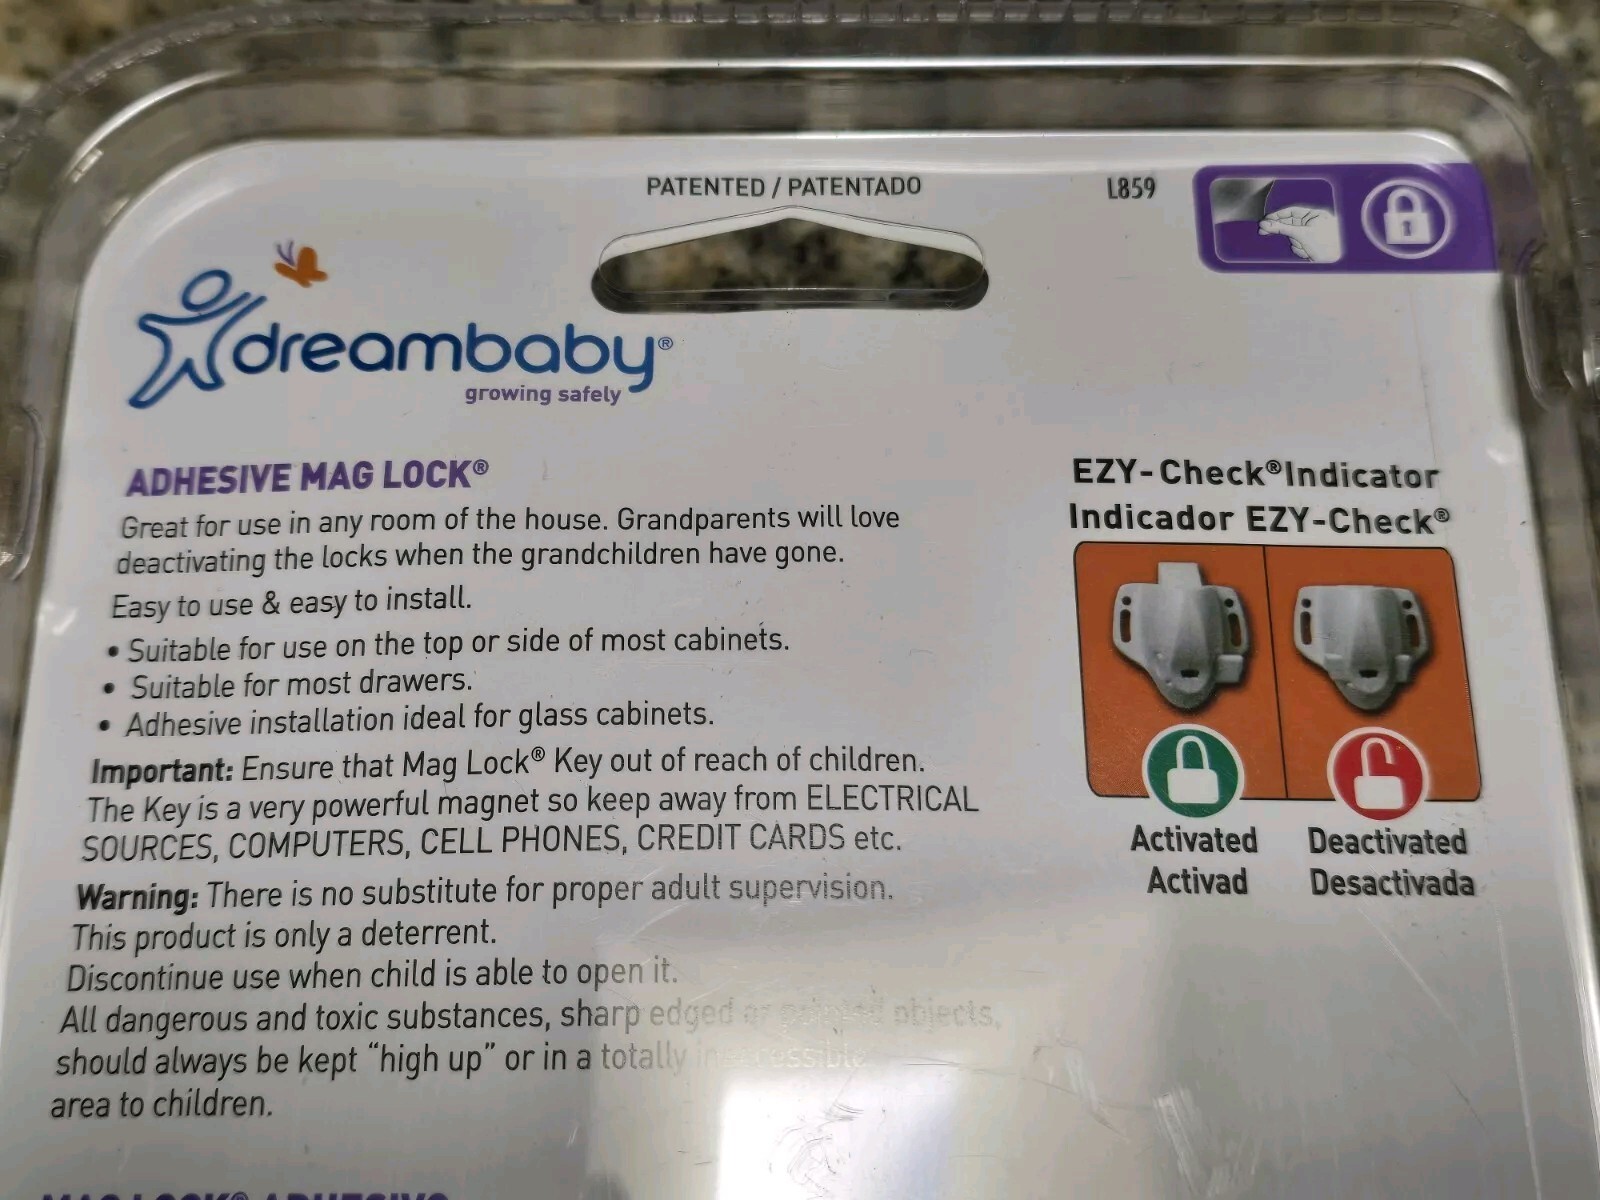 PATENTED / PATENTADO
L859
dreambaby®
growing safely
ADHESIVE MAG LOCK®
Great for use in any room of the house. Grandparents will love
deactivating the locks when the grandchildren have gone.
Easy to use & easy to install.
• Suitable for use on the top or side of most cabinets.
• Suitable for most drawers.
• Adhesive installation ideal for glass cabinets.
Important: Ensure that Mag Lock® Key out of reach of children.
The Key is a very powerful magnet so keep away from ELECTRICAL
SOURCES, COMPUTERS, CELL PHONES, CREDIT CARDS etc.
Warning: There is no substitute for proper adult supervision.
This product is only a deterrent.
Discontinue use when child is able to open it.
All dangerous and toxic substances, sharp edged or pointed objects,
should always be kept “high up” or in a totally inaccessible
area to children.
MAG LOCK® ADHESIVO
EZY-Check® Indicator
Indicador EZY-Check®
Activated
Activad
Deactivated
Desactivada